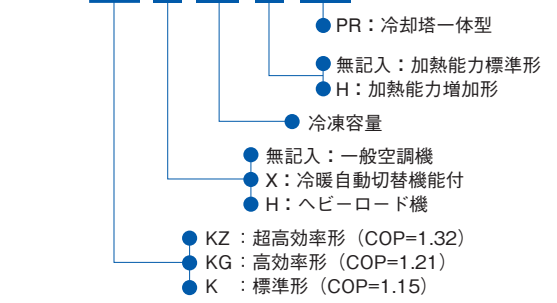 PR：冷却塔一体型
無記入：加熱能力標準形
H：加熱能力増加形
冷凍容量
無記入：一般空調機
X：冷暖自動切替機能付
H：ヘビーロード機
KZ：超高効率形（COP=1.32）
KG：高効率形（COP=1.21）
K　：標準形（COP=1.15）